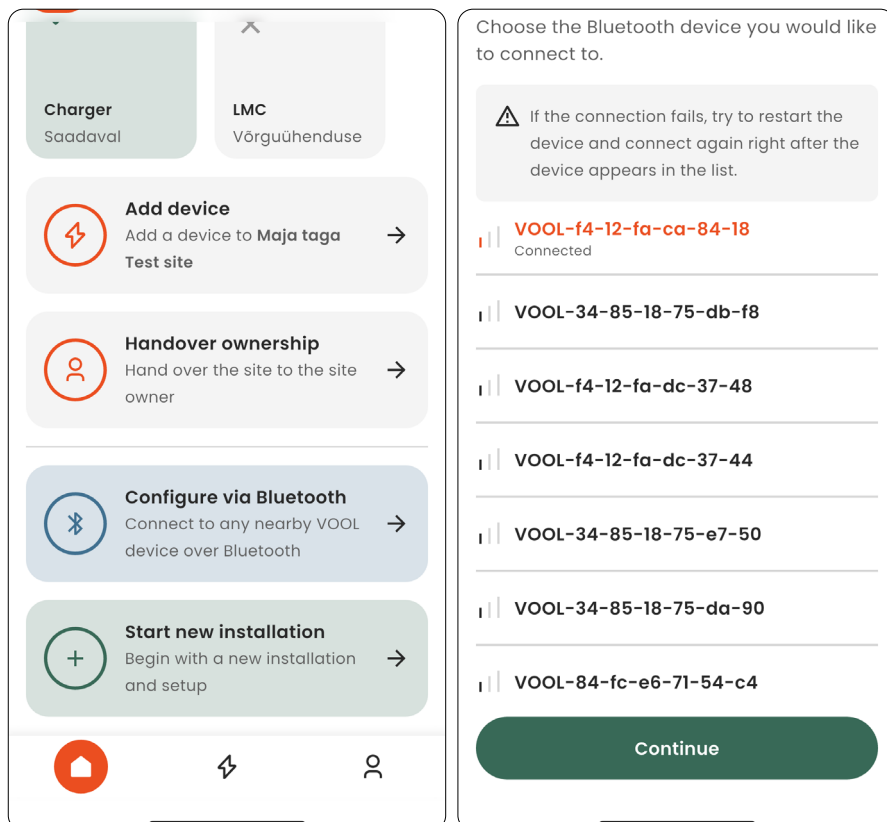 Charger
Saadaval
LMC
Võrguühenduse
Add device
Add a device to Maja taga
Test site
Handover ownership
Hand over the site to the site
owner
Configure via Bluetooth
Connect to any nearby VOOL
device over Bluetooth
Start new installation
Begin with a new installation
and setup
Choose the Bluetooth device you would like
to connect to.
If the connection fails, try to restart the
device and connect again right after the
device appears in the list.
VOOL-f4-12-fa-ca-84-18
Connected
VOOL-34-85-18-75-db-f8
VOOL-f4-12-fa-dc-37-48
VOOL-f4-12-fa-dc-37-44
VOOL-34-85-18-75-e7-50
VOOL-34-85-18-75-da-90
VOOL-84-fc-e6-71-54-c4
Continue